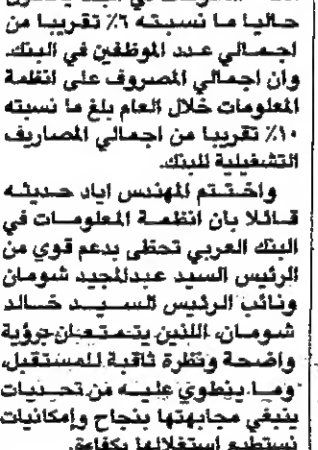 حاليا ما نسبته ٦٪ تقريبا من
اجمالي عدد الموظفين في البنك.
وان اجمالي المصروف على انظمة
المعلومات خلال العام بلغ ما نسبته
١٠٪ تقريبا من اجمالي المصاريف
التشغيلية للبنك.
واختتم المهندس اياد حديثه
قائلا بان انظمة المعلومات في
البنك العربي تحظى بدعم قوي من
الرئيس السيد عبدالمجيد شومان
ونائب الرئيس السيد خالد
شومان، اللذين يتمتعان برؤية
واضحة ونظرة ثاقبة للمستقبل،
وما ينطوي عليه من تحديات
ينبغي مجابهتها بنجاح وإمكانيات
نستطيع استغلالها بكفاءة.